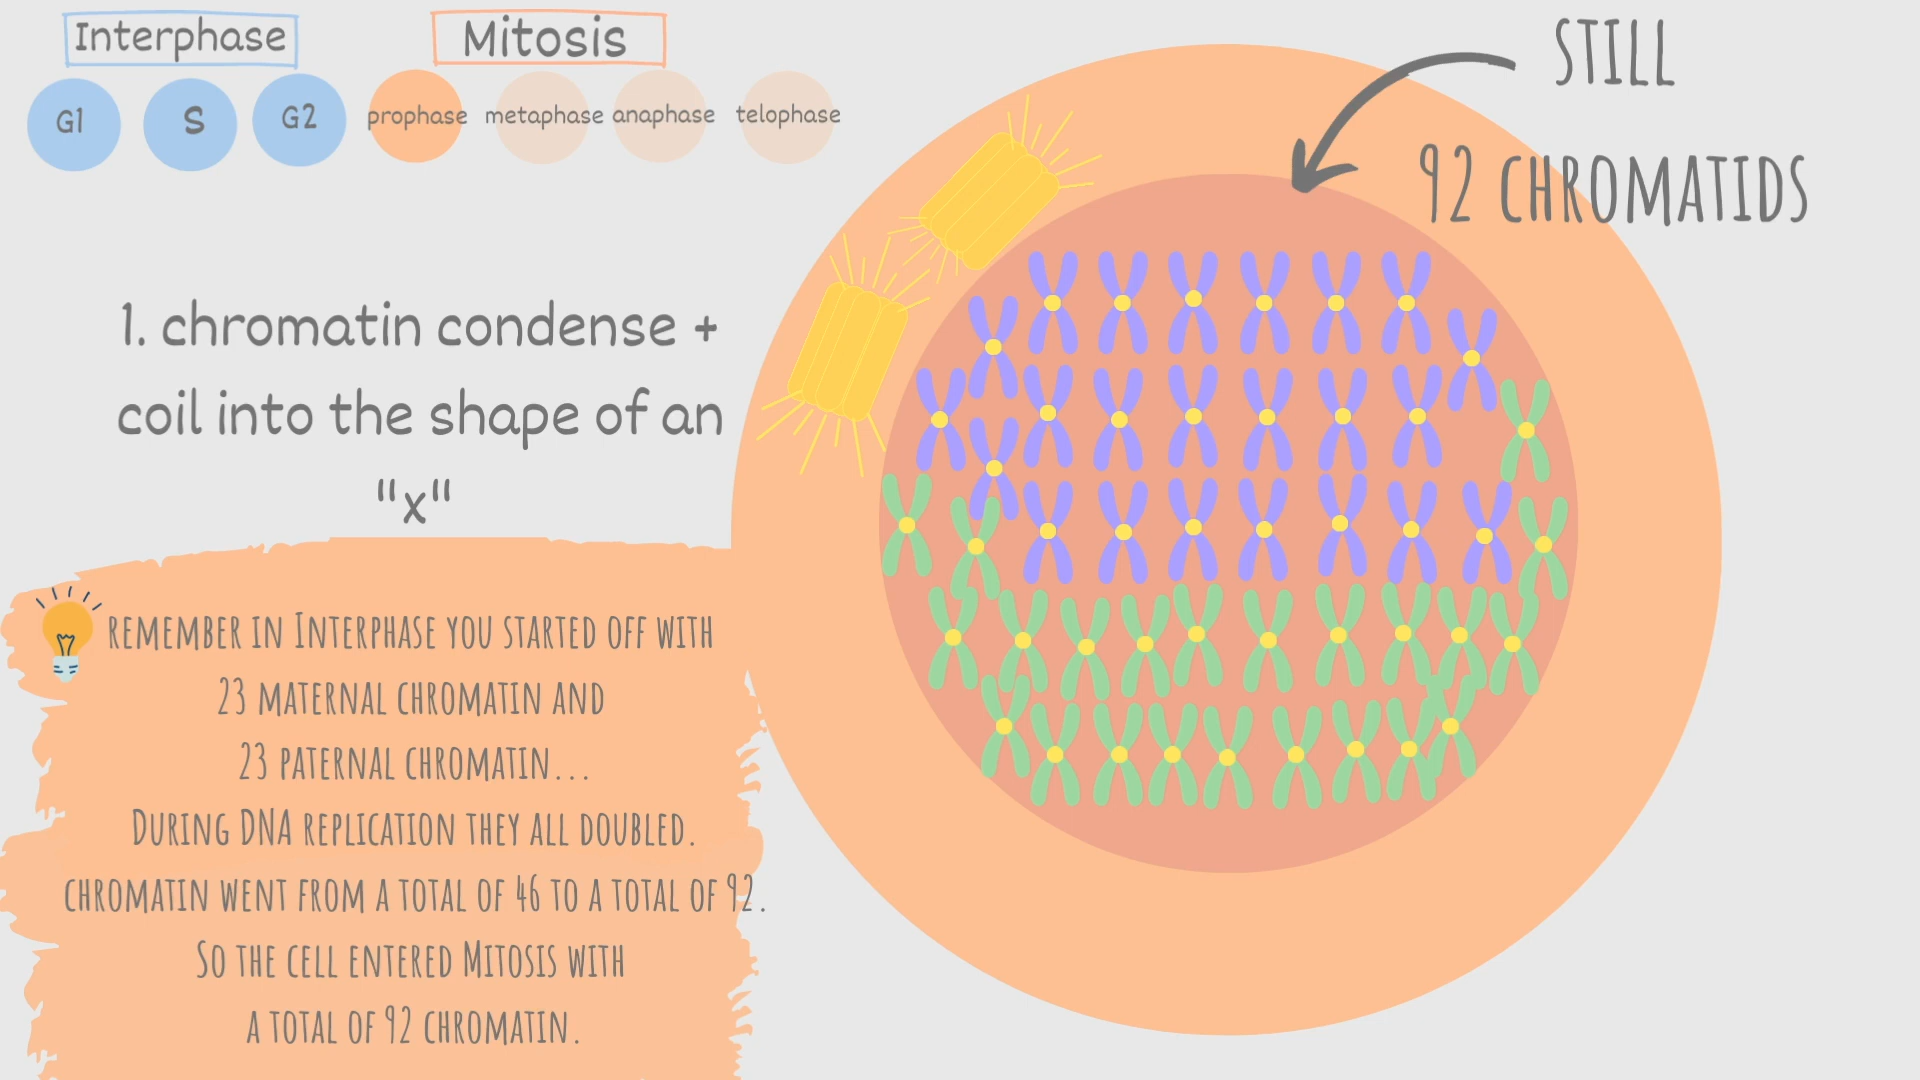 Interphase
Mitosis
G1
S
G2
prophase
metaphase
anaphase
telophase
STILL
92 CHROMATIDS
1. chromatin condense +
coil into the shape of an
"x"
REMEMBER IN INTERPHASE YOU STARTED OFF WITH
23 MATERNAL CHROMATIN AND
23 PATERNAL CHROMATIN...
DURING DNA REPLICATION THEY ALL DOUBLED.
CHROMATIN WENT FROM A TOTAL OF 46 TO A TOTAL OF 92.
SO THE CELL ENTERED MITOSIS WITH
A TOTAL OF 92 CHROMATIN.